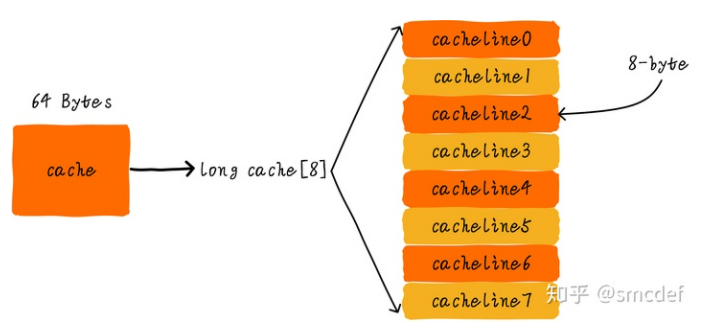 64 Bytes
cache
long cache[8]
cacheline0
cacheline1
cacheline2
cacheline3
cacheline4
cacheline5
cacheline6
cacheline7
8-byte
知乎 @smcdef